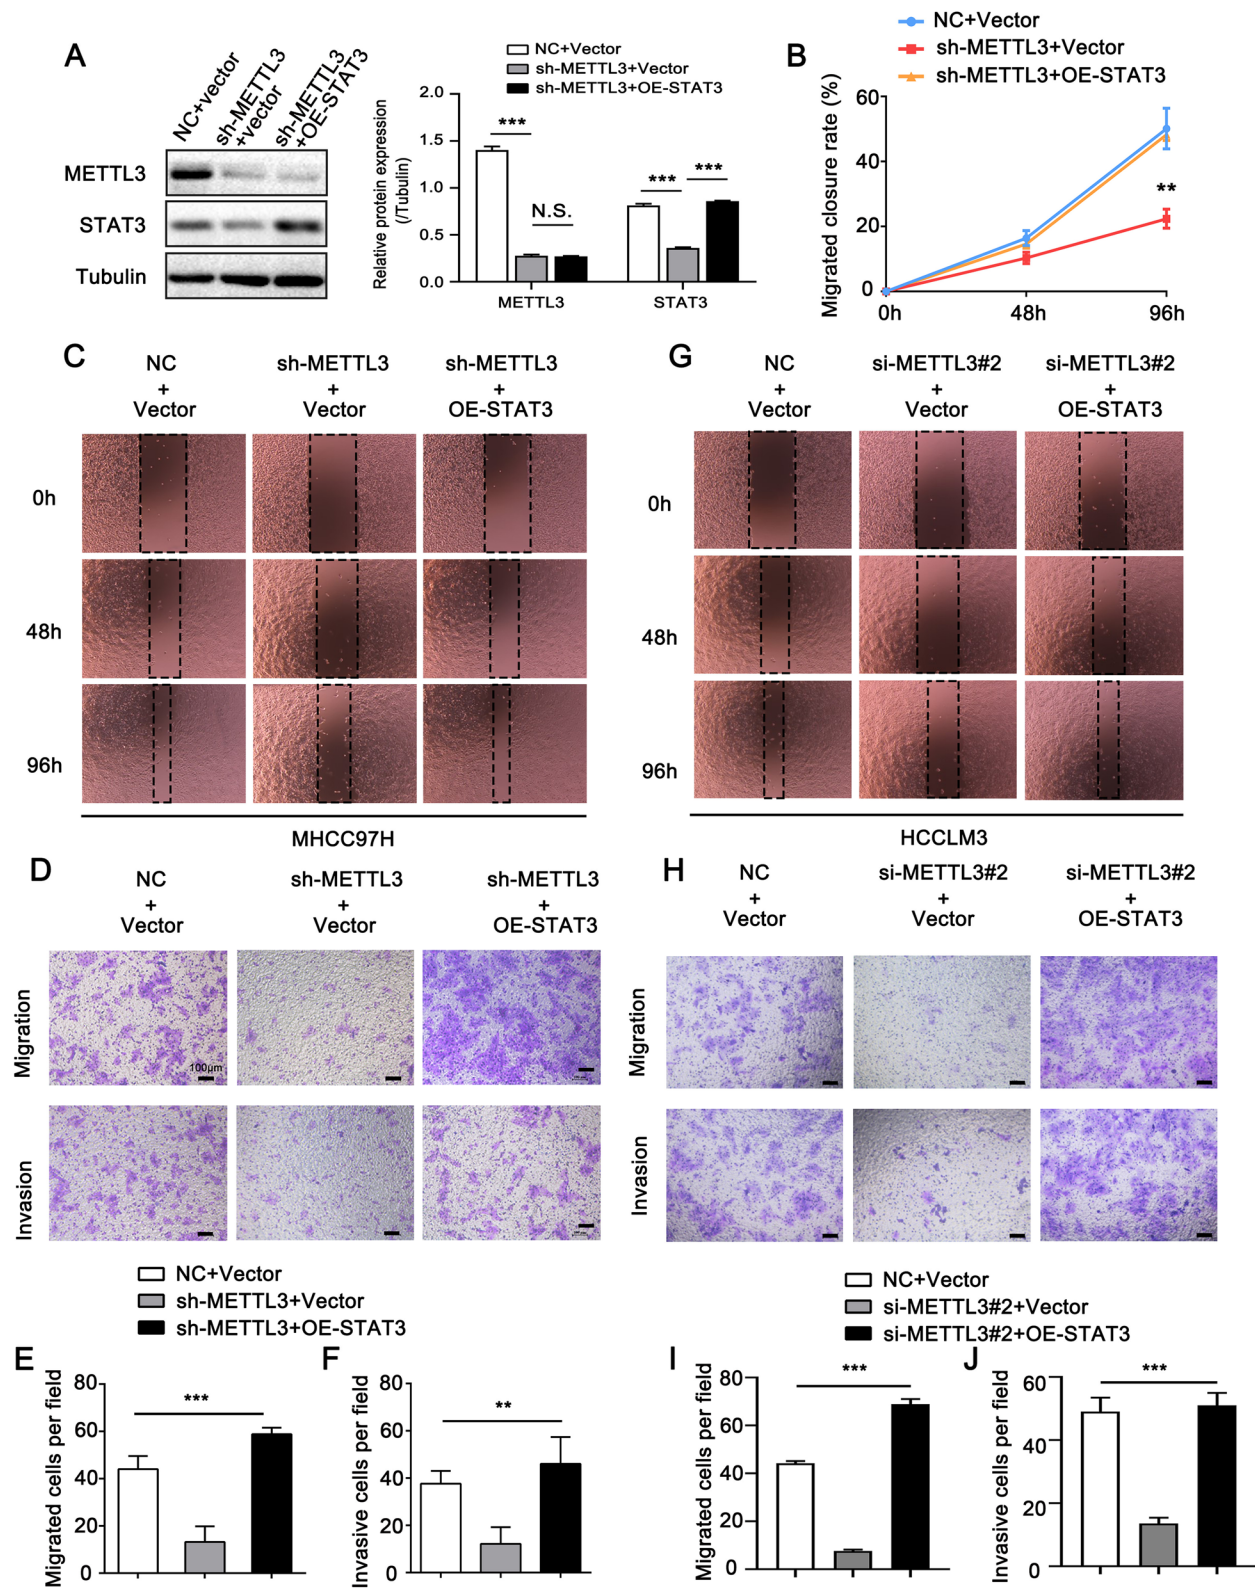 A
NC+vector
sh-METTL3
+vector
sh-METTL3
+OE-STAT3
METTL3
STAT3
Tubulin
NC+Vector
sh-METTL3+Vector
sh-METTL3+OE-STAT3
Relative protein expression
(/Tubulin)
2.0
1.5
1.0
0.5
0.0
***
N.S.
***
***
METTL3
STAT3
B
NC+Vector
sh-METTL3+Vector
sh-METTL3+OE-STAT3
Migrated closure rate (%)
60
40
20
0
**
0h
48h
96h
C
NC
+
Vector
sh-METTL3
+
Vector
sh-METTL3
+
OE-STAT3
0h
48h
96h
MHCC97H
G
NC
+
Vector
si-METTL3#2
+
Vector
si-METTL3#2
+
OE-STAT3
0h
48h
96h
HCCLM3
D
NC
+
Vector
sh-METTL3
+
Vector
sh-METTL3
+
OE-STAT3
Migration
100μm
Invasion
H
NC
+
Vector
si-METTL3#2
+
Vector
si-METTL3#2
+
OE-STAT3
Migration
Invasion
NC+Vector
sh-METTL3+Vector
sh-METTL3+OE-STAT3
E
Migrated cells per field
80
60
40
20
0
***
F
Invasive cells per field
80
60
40
20
0
**
NC+Vector
si-METTL3#2+Vector
si-METTL3#2+OE-STAT3
I
Migrated cells per field
80
60
40
20
0
***
J
Invasive cells per field
60
40
20
0
***